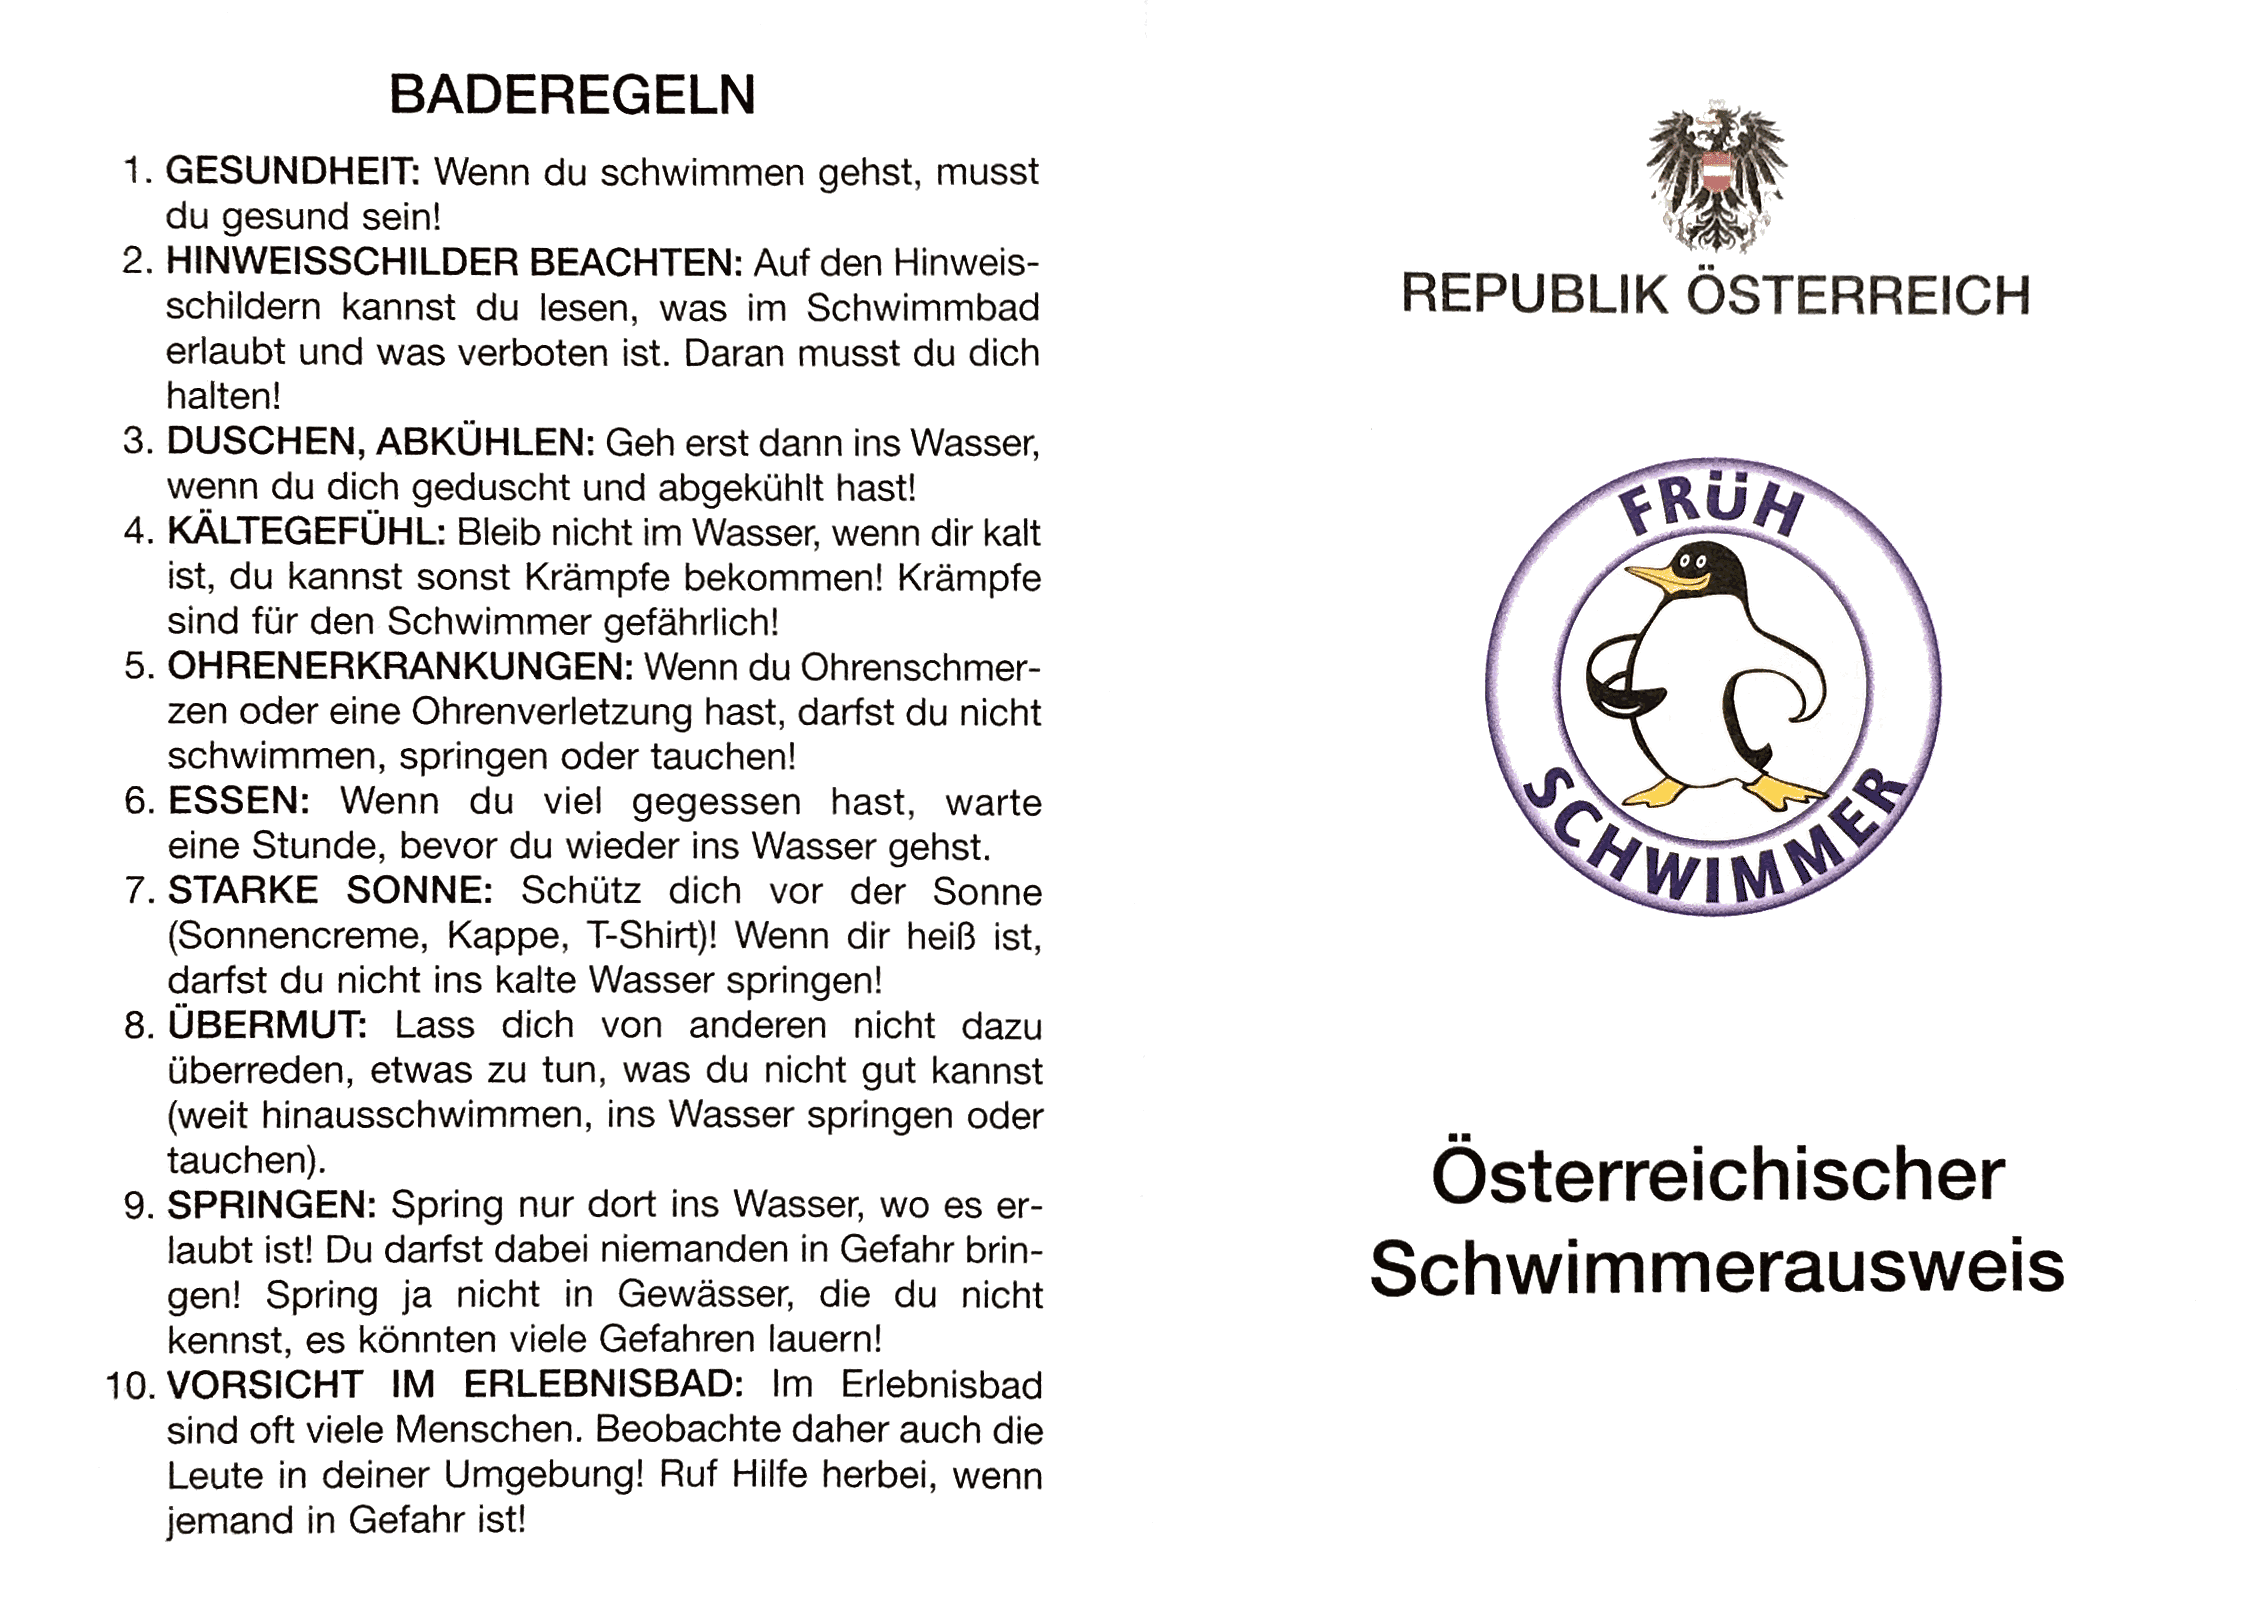 BADEREGELN
1. GESUNDHEIT: Wenn du schwimmen gehst, musst
du gesund sein!
2. HINWEISSCHILDER BEACHTEN: Auf den Hinweis-
schildern kannst du lesen, was im Schwimmbad
erlaubt und was verboten ist. Daran musst du dich
halten!
3. DUSCHEN, ABKÜHLEN: Geh erst dann ins Wasser,
wenn du dich geduscht und abgekühlt hast!
4. KÄLTEGEFÜHL: Bleib nicht im Wasser, wenn dir kalt
ist, du kannst sonst Krämpfe bekommen! Krämpfe
sind für den Schwimmer gefährlich!
5. OHRENERKRANKUNGEN: Wenn du Ohrenschmer-
zen oder eine Ohrenverletzung hast, darfst du nicht
schwimmen, springen oder tauchen!
6. ESSEN: Wenn du viel gegessen hast, warte
eine Stunde, bevor du wieder ins Wasser gehst.
7. STARKE SONNE: Schütz dich vor der Sonne
(Sonnencreme, Kappe, T-Shirt)! Wenn dir heiß ist,
darfst du nicht ins kalte Wasser springen!
8. ÜBERMUT: Lass dich von anderen nicht dazu
überreden, etwas zu tun, was du nicht gut kannst
(weit hinausschwimmen, ins Wasser springen oder
tauchen).
9. SPRINGEN: Spring nur dort ins Wasser, wo es er-
laubt ist! Du darfst dabei niemanden in Gefahr brin-
gen! Spring ja nicht in Gewässer, die du nicht
kennst, es könnten viele Gefahren lauern!
10. VORSICHT IM ERLEBNISBAD: Im Erlebnisbad
sind oft viele Menschen. Beobachte daher auch die
Leute in deiner Umgebung! Ruf Hilfe herbei, wenn
jemand in Gefahr ist!
REPUBLIK ÖSTERREICH
FRÜH
SCHWIMMER
Österreichischer
Schwimmerausweis